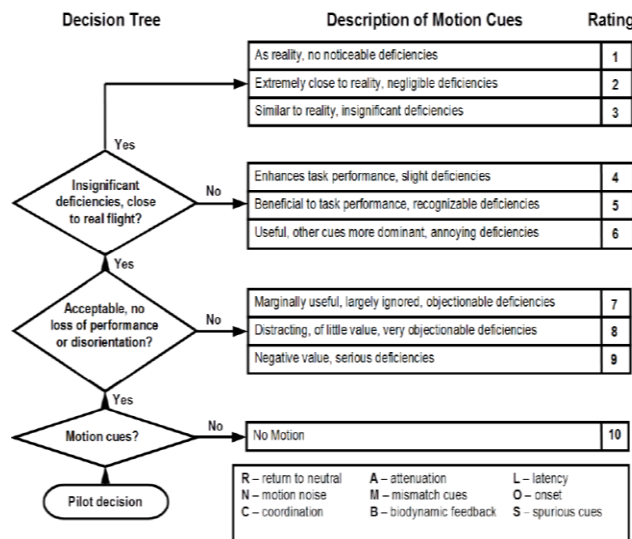 Decision Tree
Description of Motion Cues
Rating
As reality, no noticeable deficiencies 1
Extremely close to reality, negligible deficiencies 2
Similar to reality, insignificant deficiencies 3
Yes
Insignificant
deficiencies, close
to real flight?
No
Enhances task performance, slight deficiencies 4
Beneficial to task performance, recognizable deficiencies 5
Useful, other cues more dominant, annoying deficiencies 6
Yes
Acceptable, no
loss of performance
or disorientation?
No
Marginally useful, largely ignored, objectionable deficiencies 7
Distracting, of little value, very objectionable deficiencies 8
Negative value, serious deficiencies 9
Yes
Motion cues?
No
No Motion 10
Pilot decision
R – return to neutral A – attenuation L – latency
N – motion noise M – mismatch cues O – onset
C – coordination B – biodynamic feedback S – spurious cues